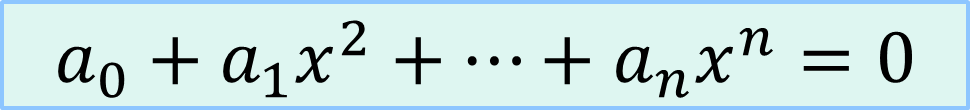 a₀ + a₁x² + ⋯ + aₙxⁿ = 0